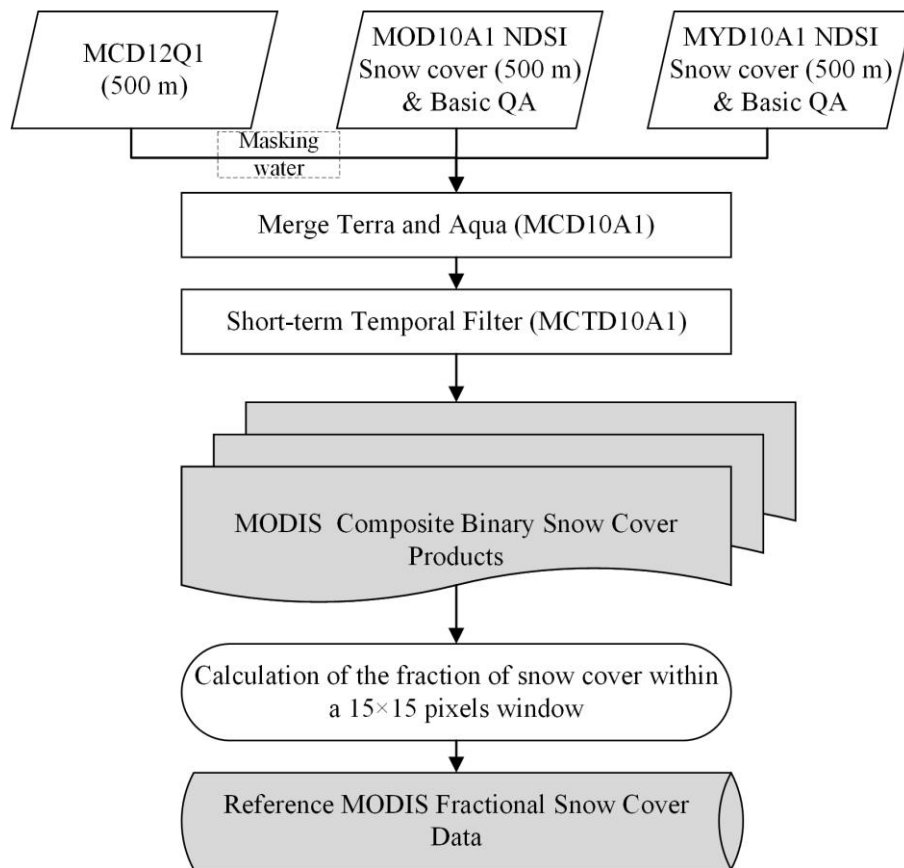 MCD12Q1
(500 m)
MOD10A1 NDSI
Snow cover (500 m)
& Basic QA
MYD10A1 NDSI
Snow cover (500 m)
& Basic QA
Masking
water
Merge Terra and Aqua (MCD10A1)
Short-term Temporal Filter (MCTD10A1)
MODIS Composite Binary Snow Cover
Products
Calculation of the fraction of snow cover within
a 15×15 pixels window
Reference MODIS Fractional Snow Cover
Data